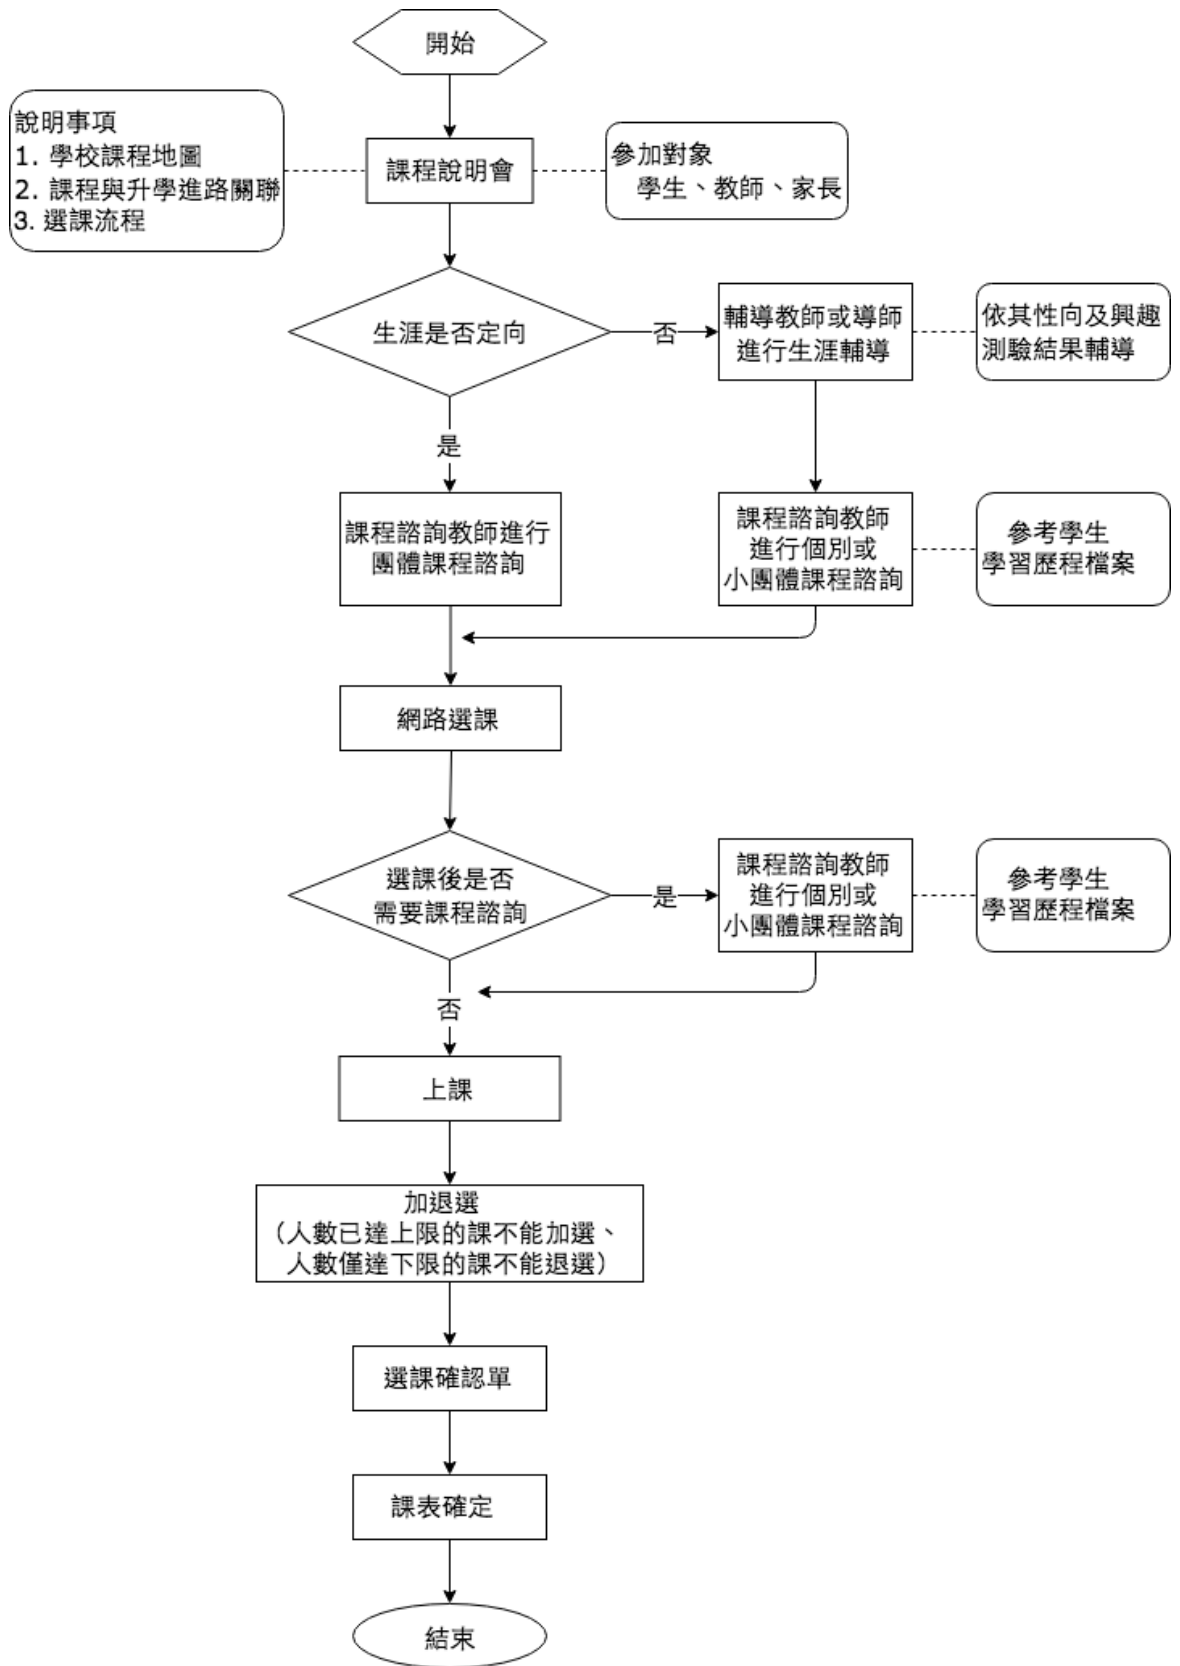 開始
說明事項
1. 學校課程地圖
2. 課程與升學進路關聯
3. 選課流程
課程說明會
參加對象
學生、教師、家長
生涯是否定向
否
輔導教師或導師
進行生涯輔導
依其性向及興趣
測驗結果輔導
是
課程諮詢教師進行
團體課程諮詢
課程諮詢教師
進行個別或
小團體課程諮詢
參考學生
學習歷程檔案
網路選課
選課後是否
需要課程諮詢
是
課程諮詢教師
進行個別或
小團體課程諮詢
參考學生
學習歷程檔案
否
上課
加退選
（人數已達上限的課不能加選、
人數僅達下限的課不能退選）
選課確認單
課表確定
結束